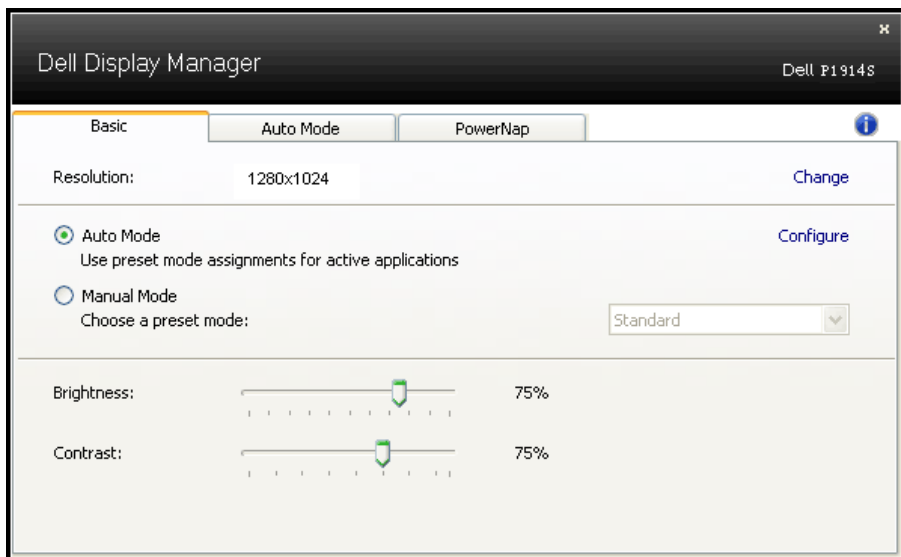 Dell Display Manager
Dell P1914S
Basic
Auto Mode
PowerNap
Resolution:
1280x1024
Change
Auto Mode
Configure
Use preset mode assignments for active applications
Manual Mode
Choose a preset mode:
Standard
Brightness:
75%
Contrast:
75%